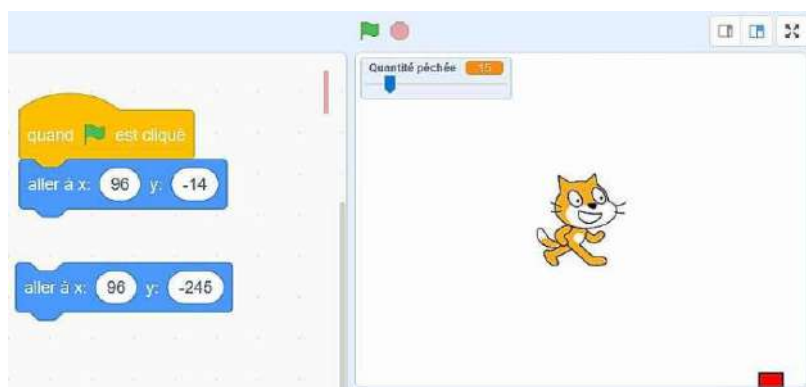 Quantité pêchée 15
quand est cliqué
aller à x: 96 y: -14
aller à x: 96 y: -245